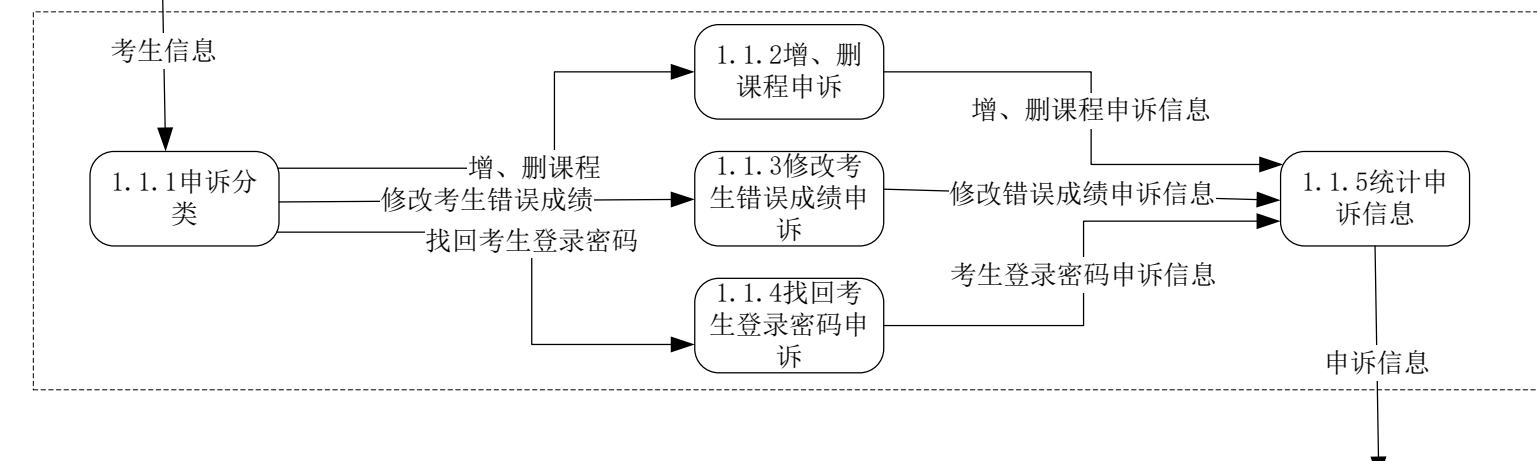 考生信息
1.1.2增、删
课程申诉
增、删课程申诉信息
1.1.1申诉分
类
增、删课程
修改考生错误成绩
找回考生登录密码
1.1.3修改考
生错误成绩申
诉
修改错误成绩申诉信息
1.1.5统计申
诉信息
考生登录密码申诉信息
1.1.4找回考
生登录密码申
诉
申诉信息